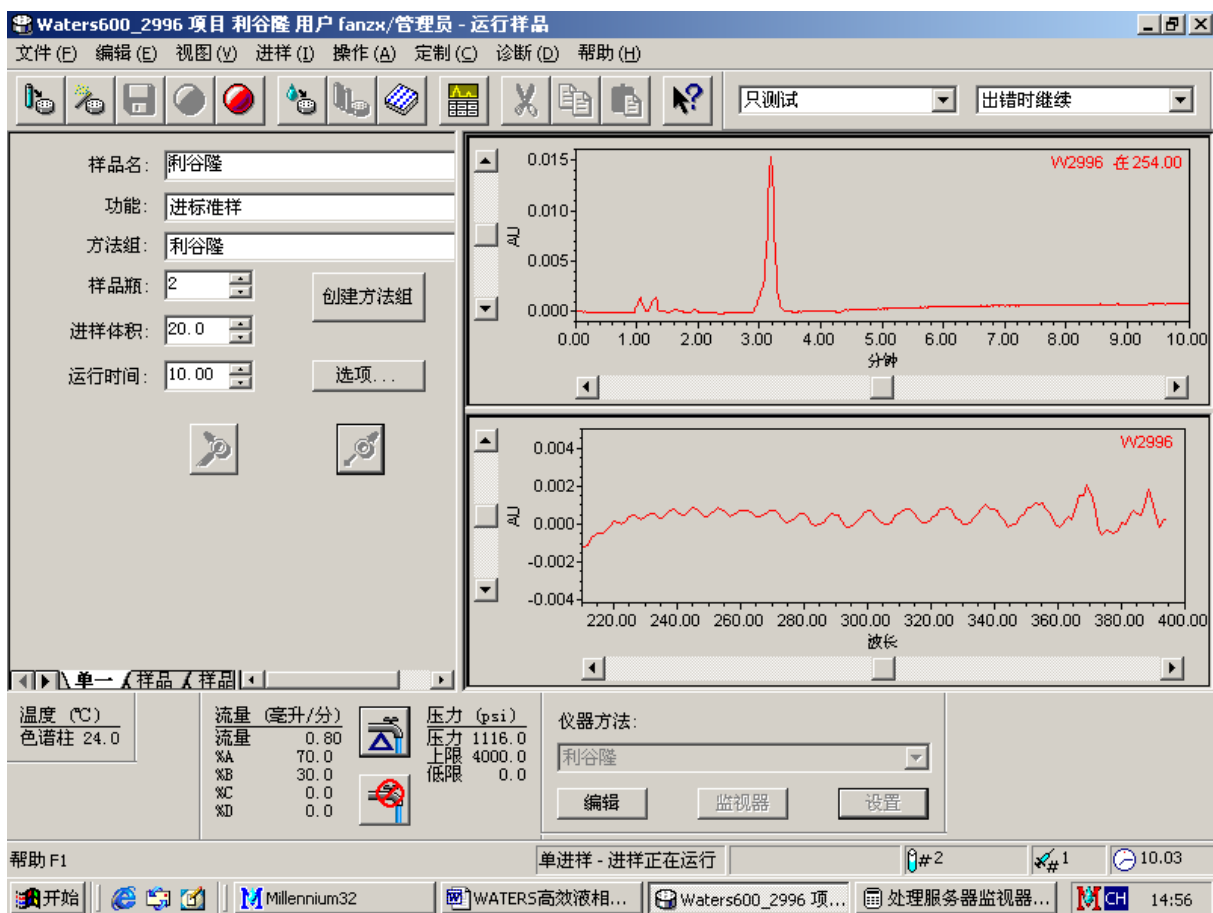 Waters600_2996 项目 利谷隆 用户 fanzx/管理员 - 运行样品
文件(F) 编辑(E) 视图(V) 进样(I) 操作(A) 定制(C) 诊断(D) 帮助(H)
只测试 出错时继续
样品名: 利谷隆
功能: 进标准样
方法组: 利谷隆
样品瓶: 2
创建方法组
进样体积: 20.0
运行时间: 10.00
选项...
单一 样品 样品
W2996 在 254.00
0.015
0.010
0.005
0.000
AU
0.00 1.00 2.00 3.00 4.00 5.00 6.00 7.00 8.00 9.00 10.00
分钟
W2996
0.004
0.002
0.000
-0.002
-0.004
AU
220.00 240.00 260.00 280.00 300.00 320.00 340.00 360.00 380.00 400.00
波长
温度 (℃)
色谱柱 24.0
流量 (毫升/分)
流量 0.80
%A 70.0
%B 30.0
%C 0.0
%D 0.0
压力 (psi)
压力 1116.0
上限 4000.0
低限 0.0
仪器方法:
利谷隆
编辑 监视器 设置
帮助 F1 单进样 - 进样正在运行 #2 # 1 10.03
开始 Millennium32 WATERS高效液相... Waters600_2996 项... 处理服务器监视器... CH 14:56